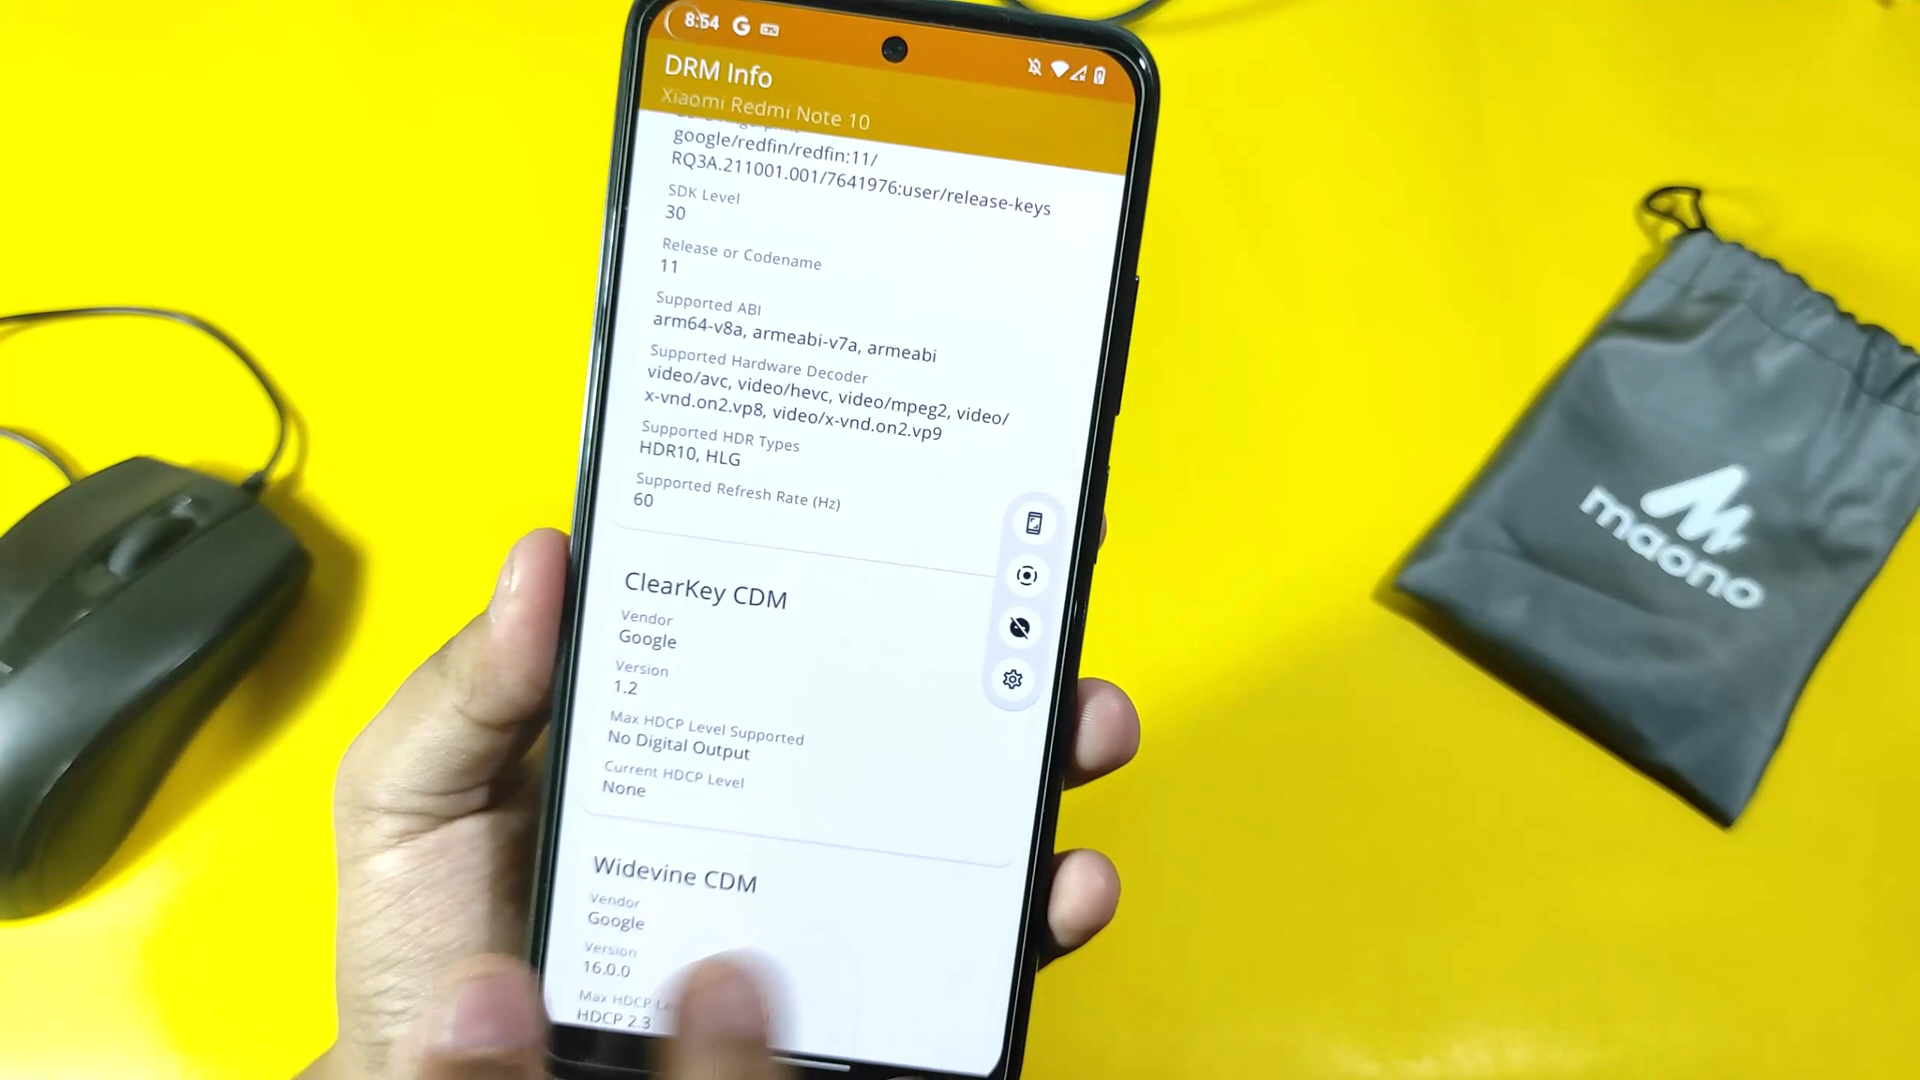 8:54
DRM Info
Xiaomi Redmi Note 10
google/redfin/redfin:11/
RQ3A.211001.001/7641976:user/release-keys
SDK Level
30
Release or Codename
11
Supported ABI
arm64-v8a, armeabi-v7a, armeabi
Supported Hardware Decoder
video/avc, video/hevc, video/mpeg2, video/
x-vnd.on2.vp8, video/x-vnd.on2.vp9
Supported HDR Types
HDR10, HLG
Supported Refresh Rate (Hz)
60
ClearKey CDM
Vendor
Google
Version
1.2
Max HDCP Level Supported
No Digital Output
Current HDCP Level
None
Widevine CDM
Vendor
Google
Version
16.0.0
Max HDCP
HDCP 2.3
maono